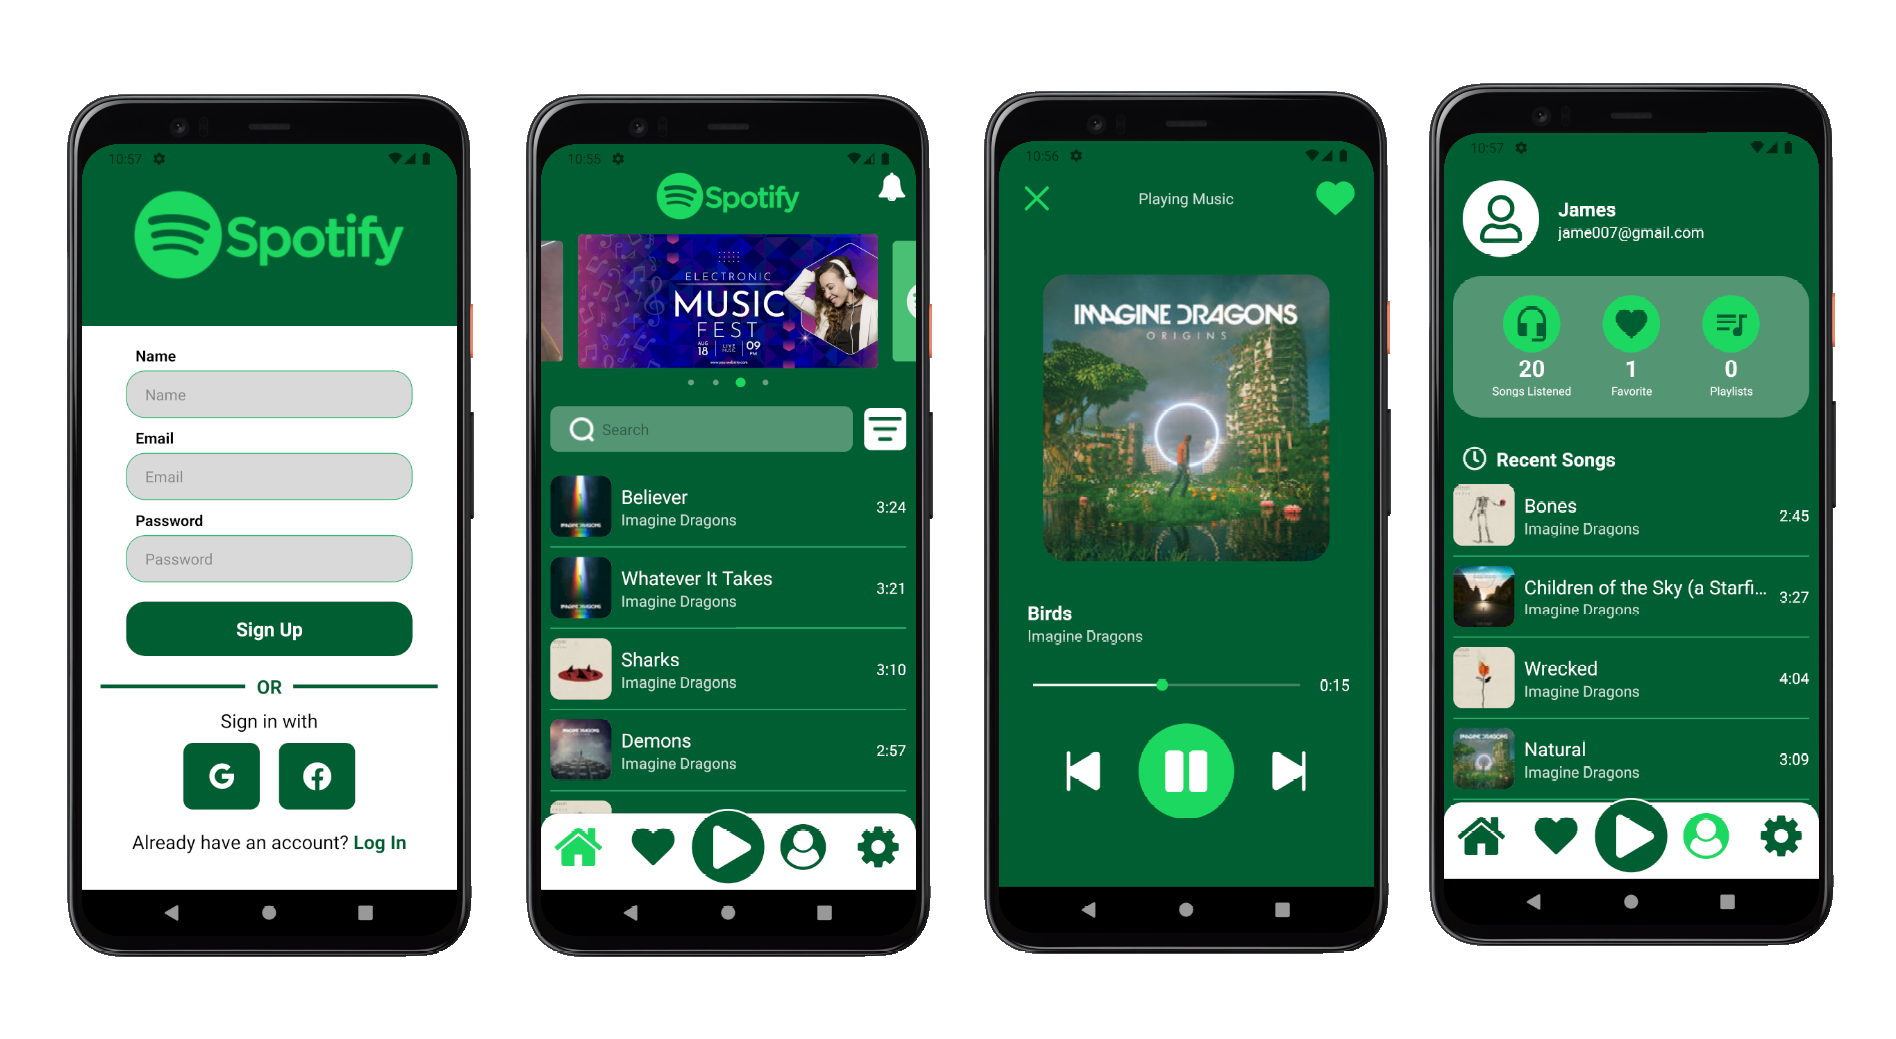 10:57
Spotify
Name
Name
Email
Email
Password
Password
Sign Up
OR
Sign in with
G
Already have an account? Log In
10:55
Spotify
ELECTRONIC
MUSIC
FEST
AUG 18 LIVE MUSIC 09 PM
Search
Believer
Imagine Dragons
3:24
Whatever It Takes
Imagine Dragons
3:21
Sharks
Imagine Dragons
3:10
Demons
Imagine Dragons
2:57
10:56
Playing Music
IMAGINE DRAGONS
ORIGINS
Birds
Imagine Dragons
0:15
10:57
James
jame007@gmail.com
20
Songs Listened
1
Favorite
0
Playlists
Recent Songs
Bones
Imagine Dragons
2:45
Children of the Sky (a Starfi...
Imagine Dragons
3:27
Wrecked
Imagine Dragons
4:04
Natural
Imagine Dragons
3:09